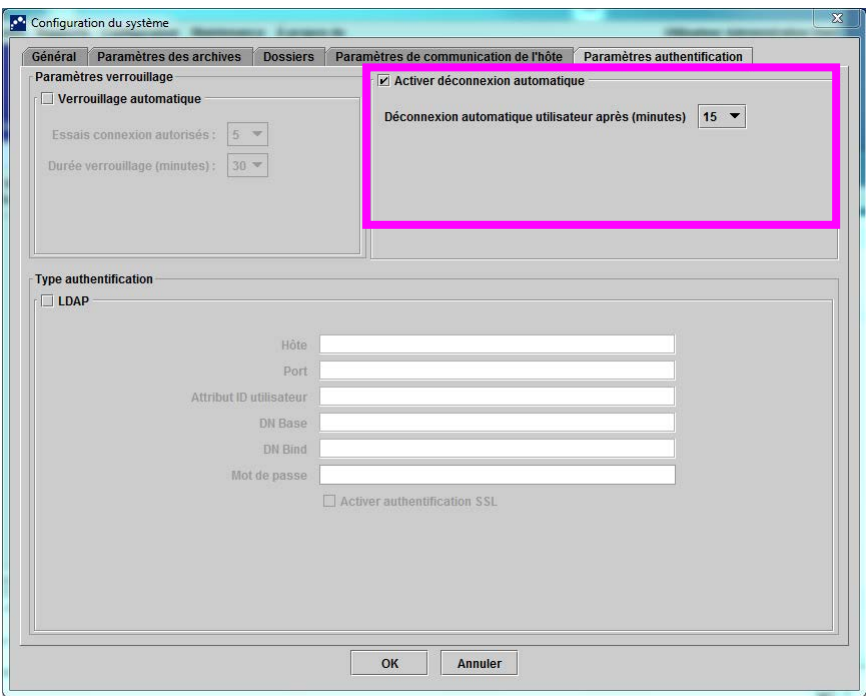 Configuration du système
Général Paramètres des archives Dossiers Paramètres de communication de l'hôte Paramètres authentification
Paramètres verrouillage
Verrouillage automatique
Essais connexion autorisés : 5
Durée verrouillage (minutes) : 30
Activer déconnexion automatique
Déconnexion automatique utilisateur après (minutes) 15
Type authentification
LDAP
Hôte
Port
Attribut ID utilisateur
DN Base
DN Bind
Mot de passe
Activer authentification SSL
OK Annuler